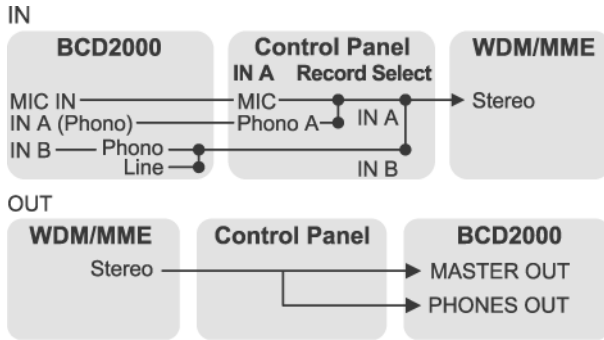 IN
BCD2000 Control Panel WDM/MME
IN A Record Select
MIC IN MIC Stereo
IN A (Phono) Phono A IN A
IN B Phono
Line IN B
OUT
WDM/MME Control Panel BCD2000
Stereo MASTER OUT
PHONES OUT